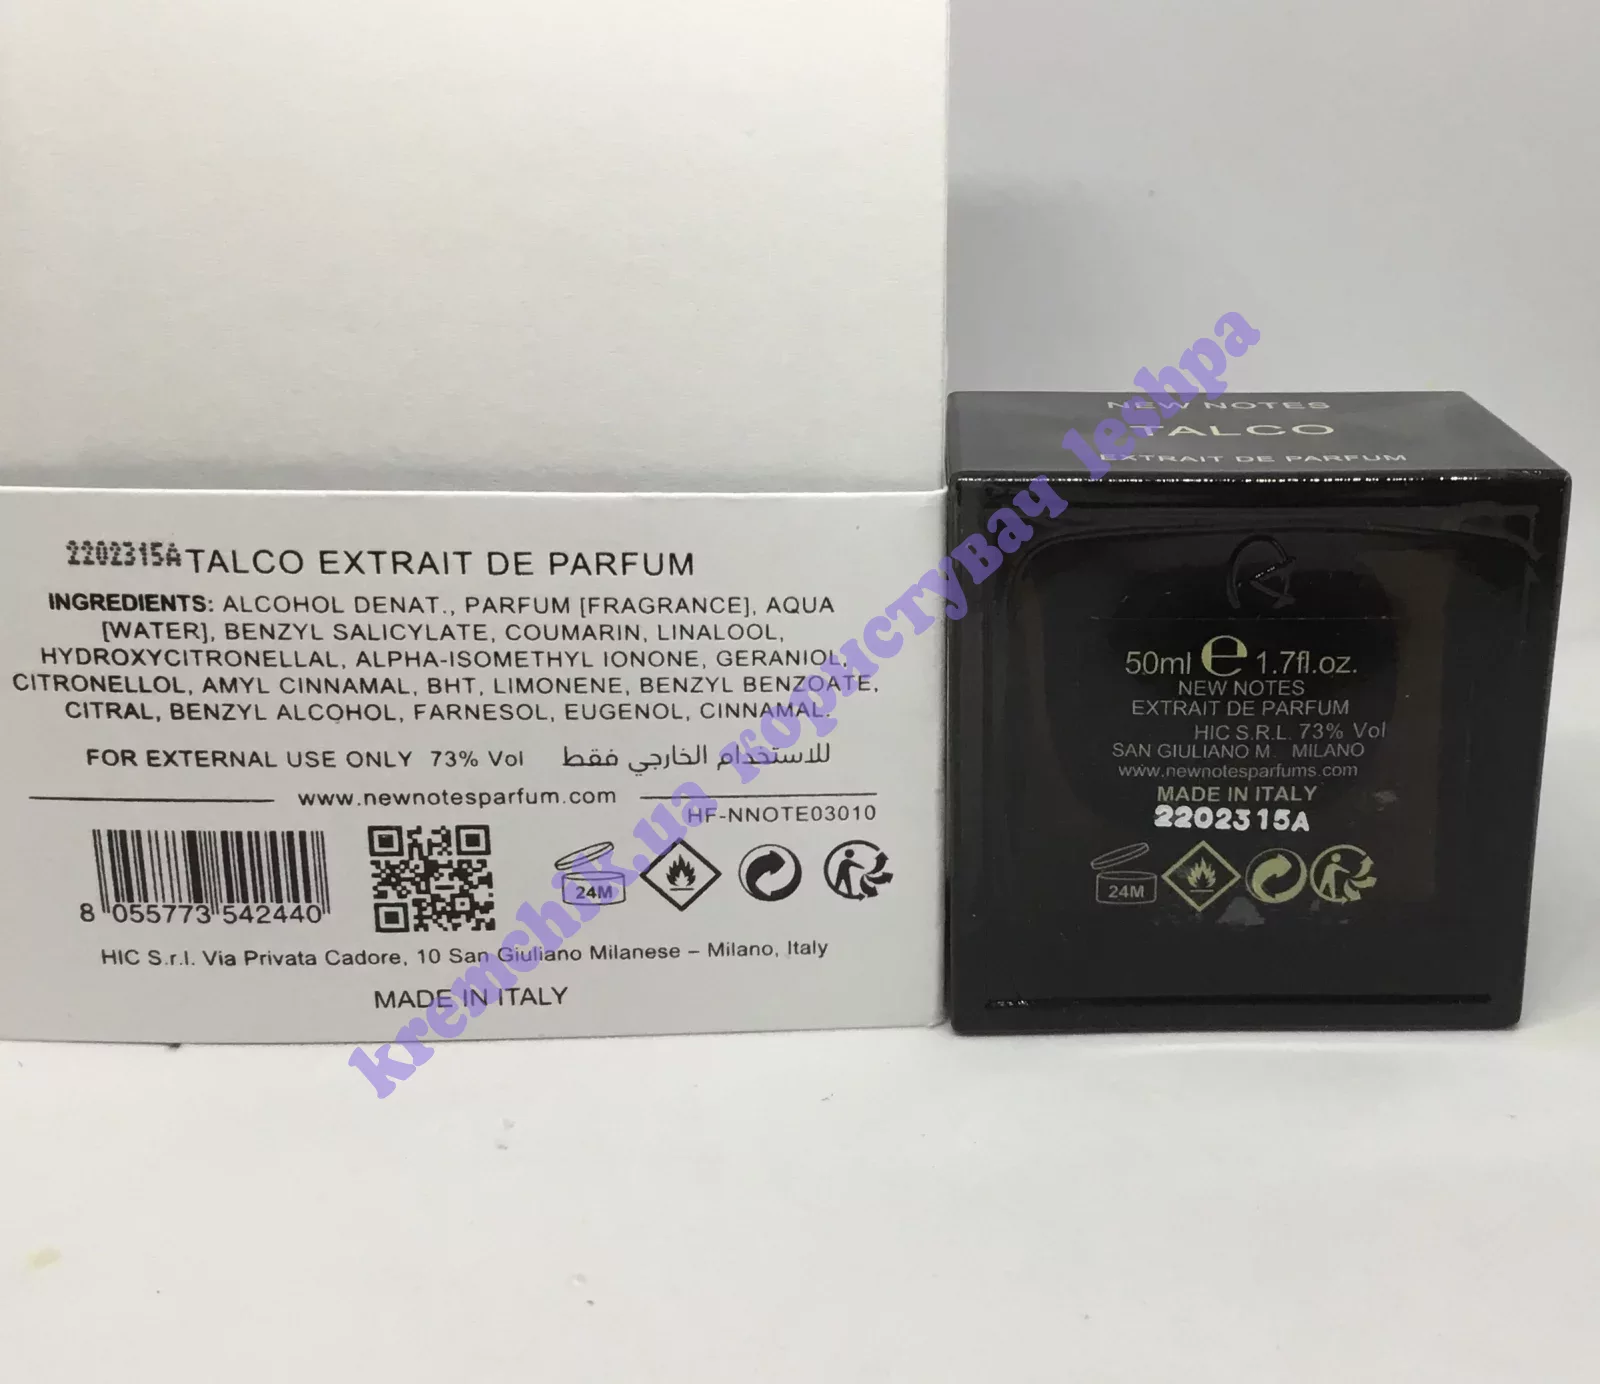 2202315A TALCO EXTRAIT DE PARFUM
INGREDIENTS: ALCOHOL DENAT., PARFUM [FRAGRANCE], AQUA
[WATER], BENZYL SALICYLATE, COUMARIN, LINALOOL,
HYDROXYCITRONELLAL, ALPHA-ISOMETHYL IONONE, GERANIOL,
CITRONELLOL, AMYL CINNAMAL, BHT, LIMONENE, BENZYL BENZOATE,
CITRAL, BENZYL ALCOHOL, FARNESOL, EUGENOL, CINNAMAL.
FOR EXTERNAL USE ONLY 73% Vol للاستخدام الخارجي فقط
www.newnotesparfum.com
HF-NNOTE03010
24M
8 055773 542440
HIC S.r.l. Via Privata Cadore, 10 San Giuliano Milanese – Milano, Italy
MADE IN ITALY
NEW NOTES
TALCO
EXTRAIT DE PARFUM
50ml e 1.7fl.oz.
NEW NOTES
EXTRAIT DE PARFUM
HIC S.R.L. 73% Vol
SAN GIULIANO M. MILANO
www.newnotesparfums.com
MADE IN ITALY
2202315A
24M
kremchik.ua користувач leshpa